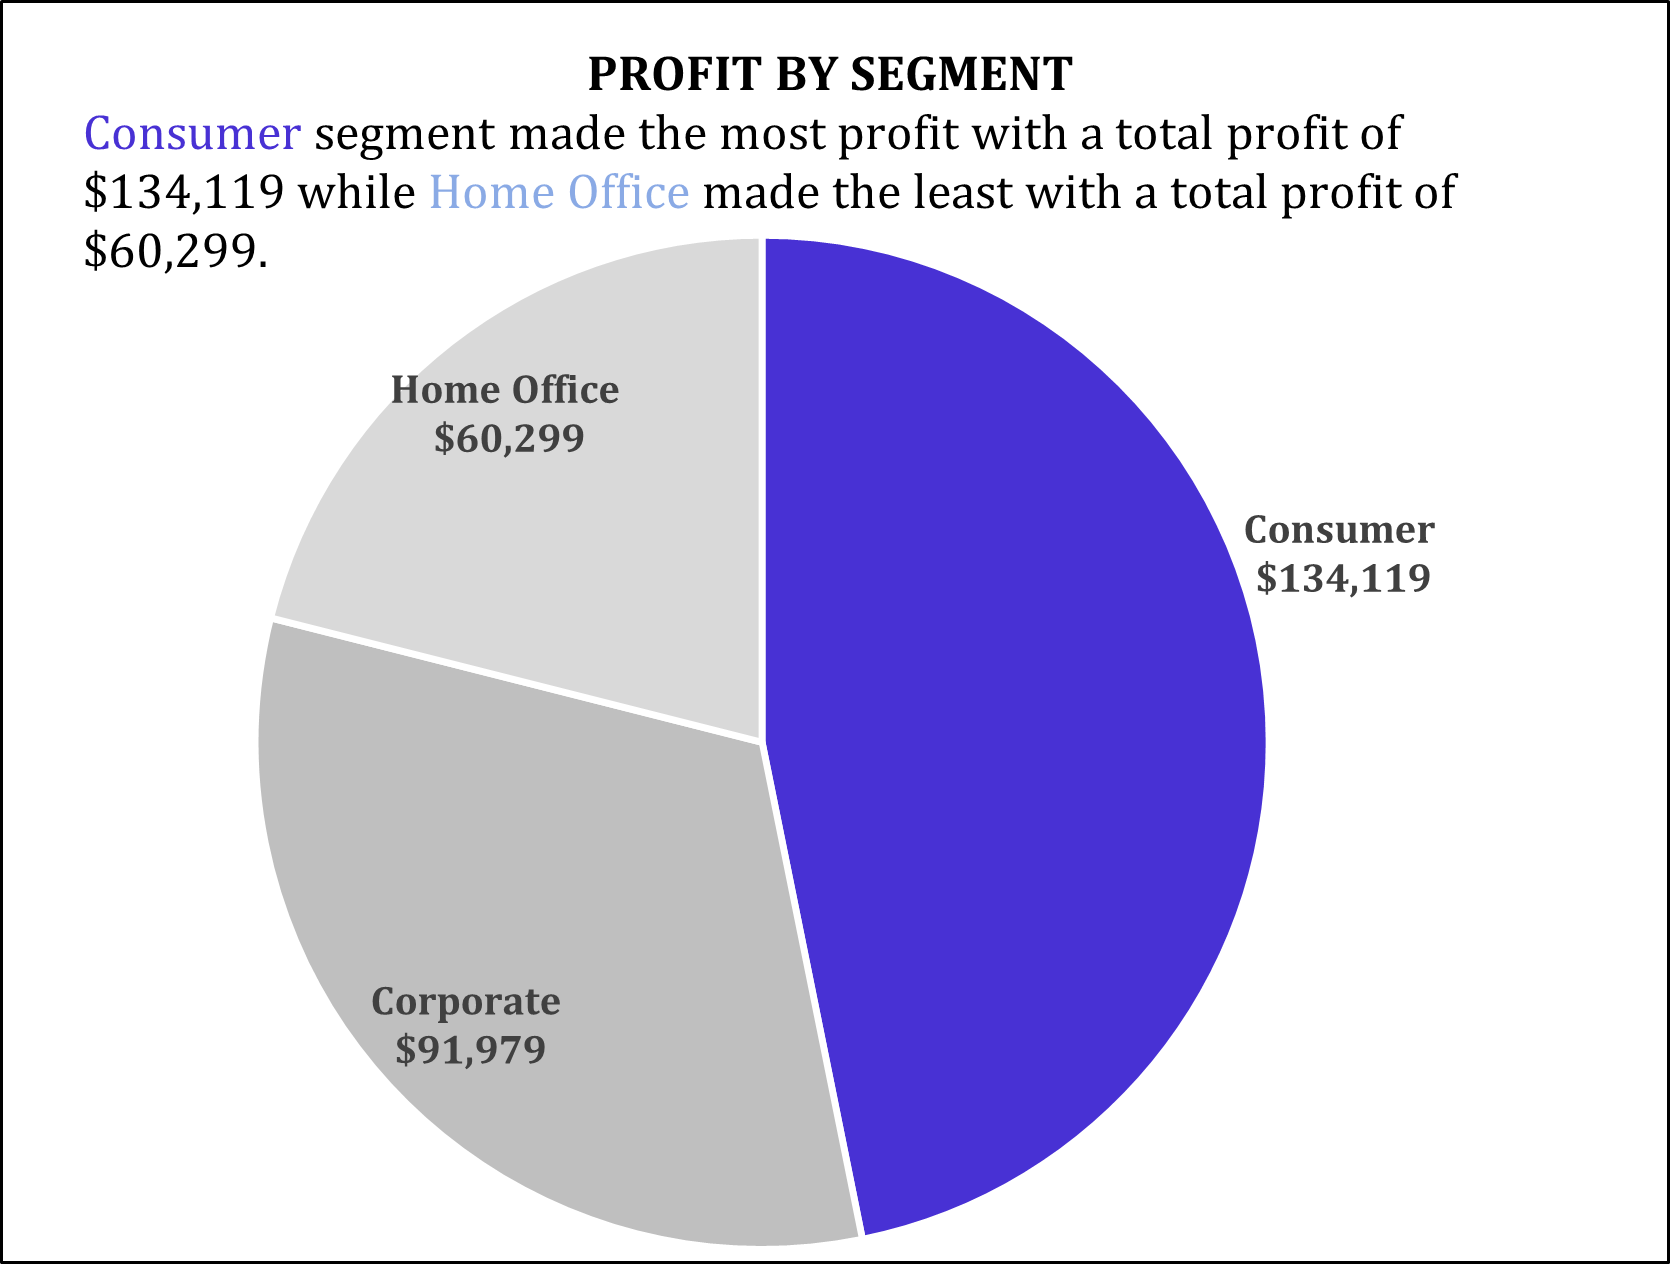 PROFIT BY SEGMENT
Consumer segment made the most profit with a total profit of
$134,119 while Home Office made the least with a total profit of
$60,299.
Home Office
$60,299
Consumer
$134,119
Corporate
$91,979